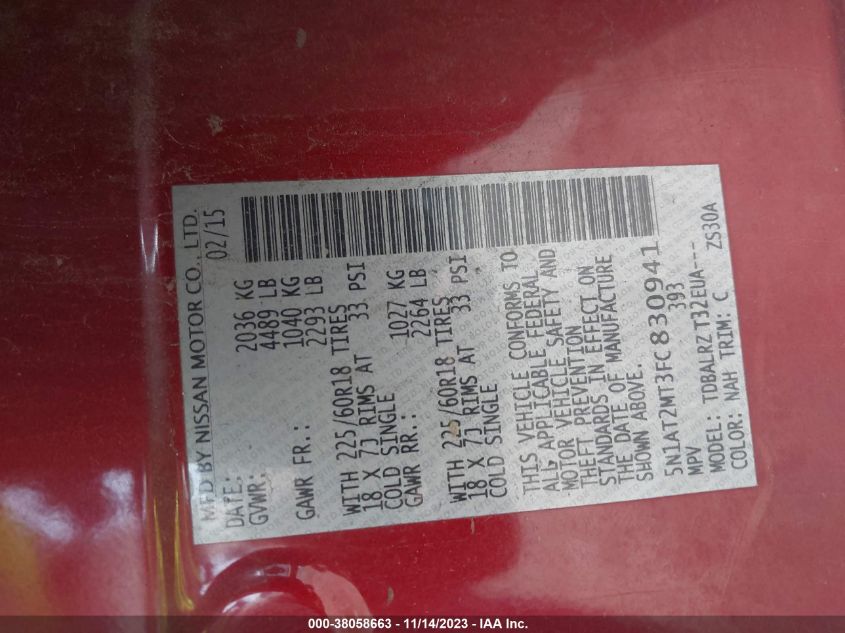 MFD BY NISSAN MOTOR CO., LTD.
DATE: 02/15
GVWR: 2036 KG
4489 LB
GAWR FR.: 1040 KG
2293 LB
WITH 225/60R18 TIRES
18 X 7J RIMS AT 33 PSI
COLD SINGLE
GAWR RR.: 1027 KG
2264 LB
WITH 225/60R18 TIRES
18 X 7J RIMS AT 33 PSI
COLD SINGLE
THIS VEHICLE CONFORMS TO
ALL APPLICABLE FEDERAL
MOTOR VEHICLE SAFETY AND
THEFT PREVENTION
STANDARDS IN EFFECT ON
THE DATE OF MANUFACTURE
SHOWN ABOVE.
5N1AT2MT3FC830941
MPV 393
MODEL: TDBALRZ T32EUA---
COLOR: NAH TRIM: C ZS30A
000-38058663 - 11/14/2023 - IAA Inc.